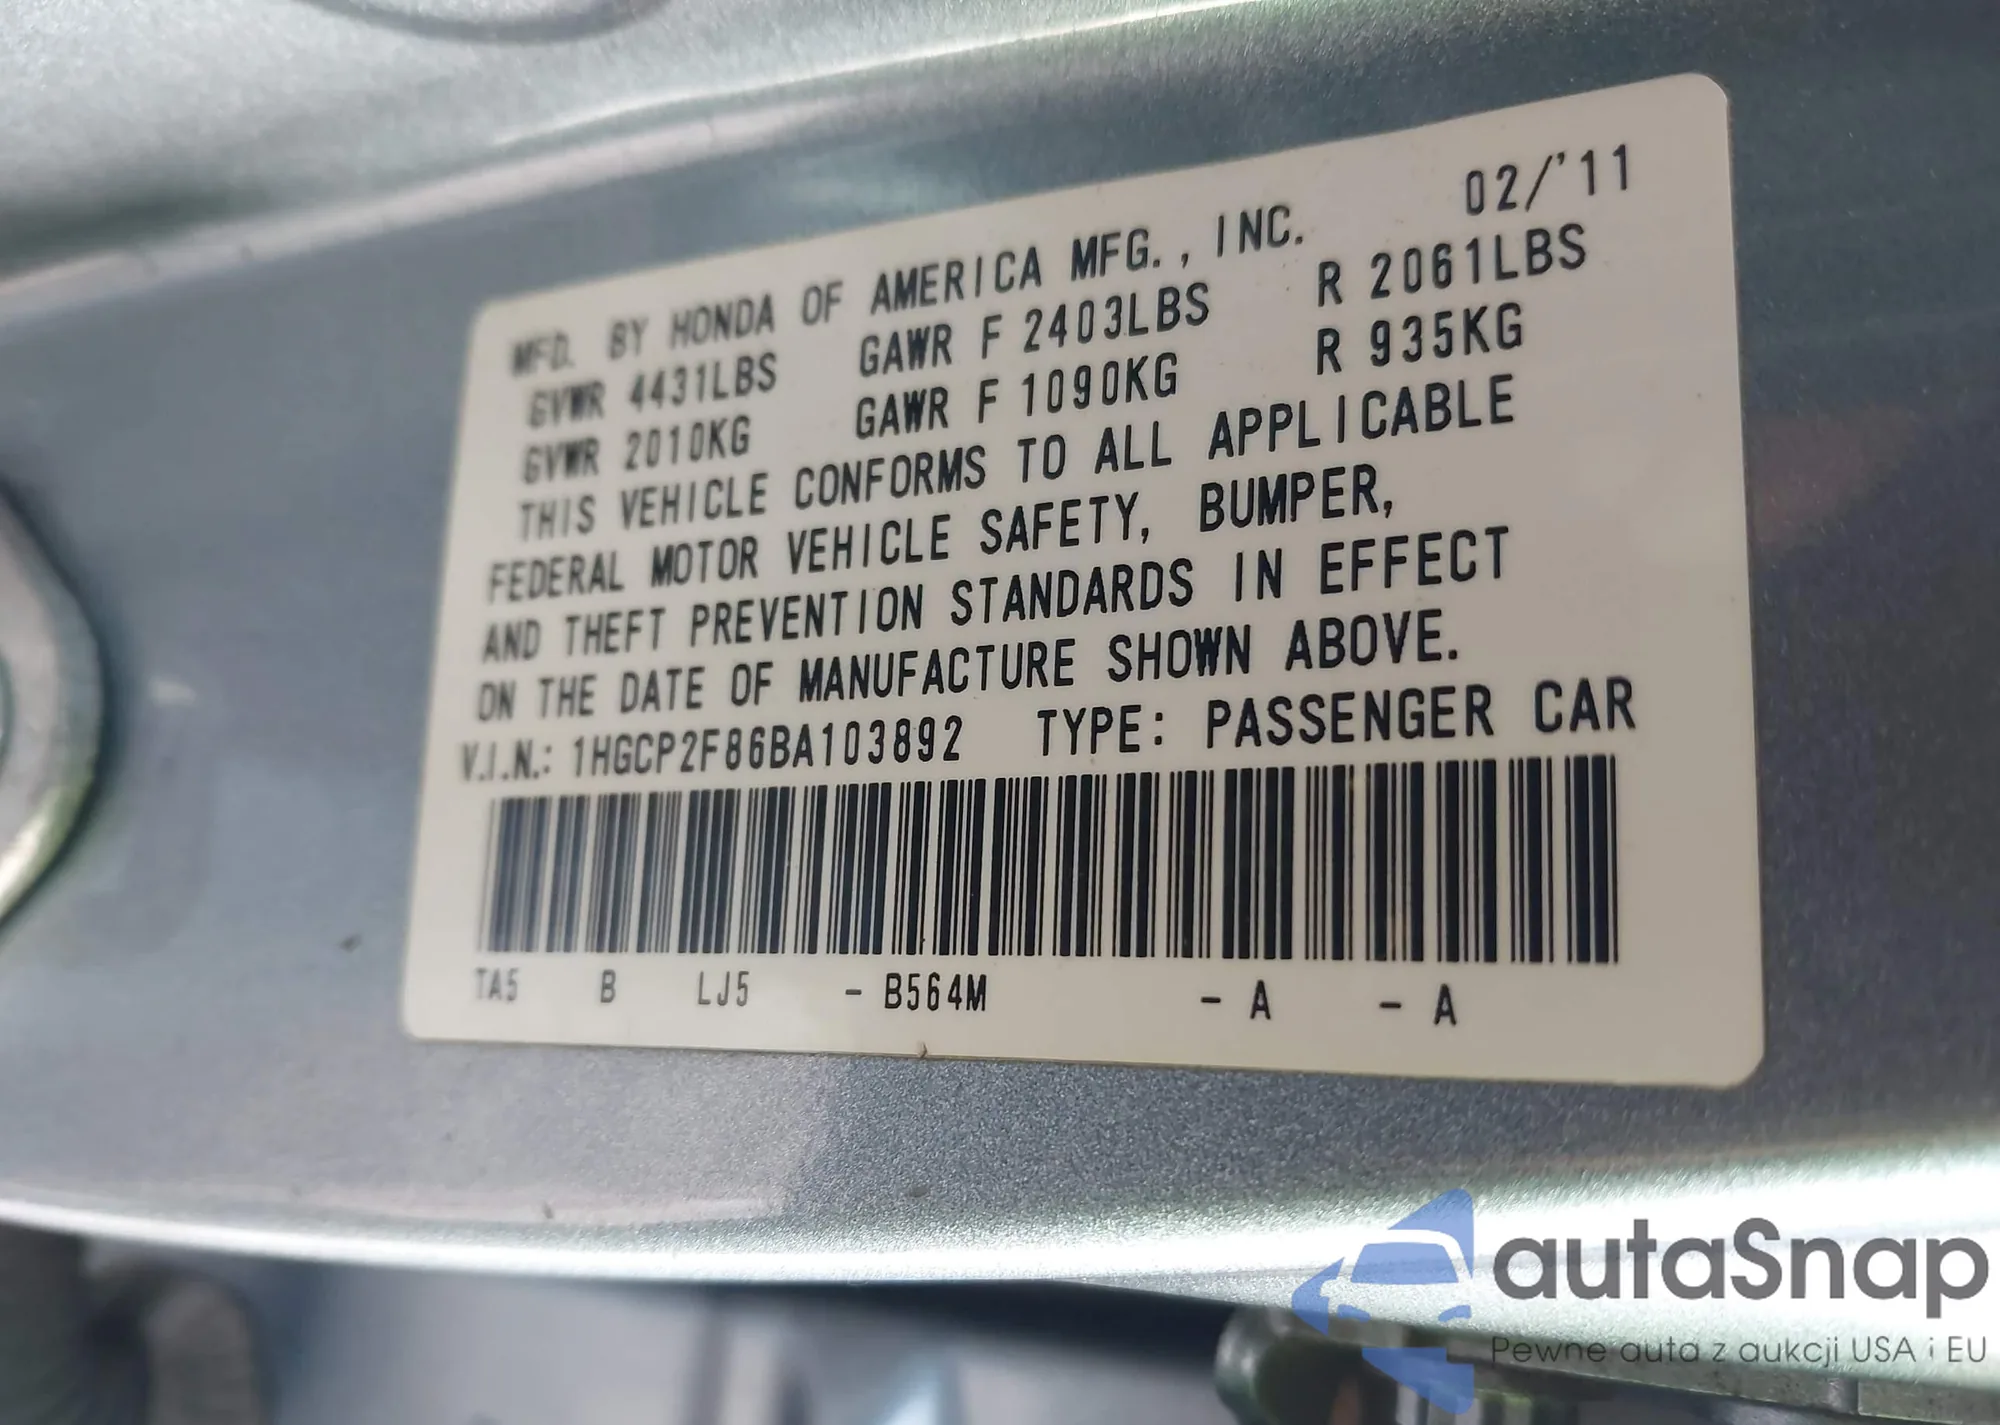 MFD. BY HONDA OF AMERICA MFG., INC. 02/'11
GVWR 4431LBS GAWR F 2403LBS R 2061LBS
GVWR 2010KG GAWR F 1090KG R 935KG
THIS VEHICLE CONFORMS TO ALL APPLICABLE
FEDERAL MOTOR VEHICLE SAFETY, BUMPER,
AND THEFT PREVENTION STANDARDS IN EFFECT
ON THE DATE OF MANUFACTURE SHOWN ABOVE.
V.I.N.: 1HGCP2F86BA103892 TYPE: PASSENGER CAR
TA5 B LJ5 - B564M - A - A
autaSnap
Pewne auta z aukcji USA i EU